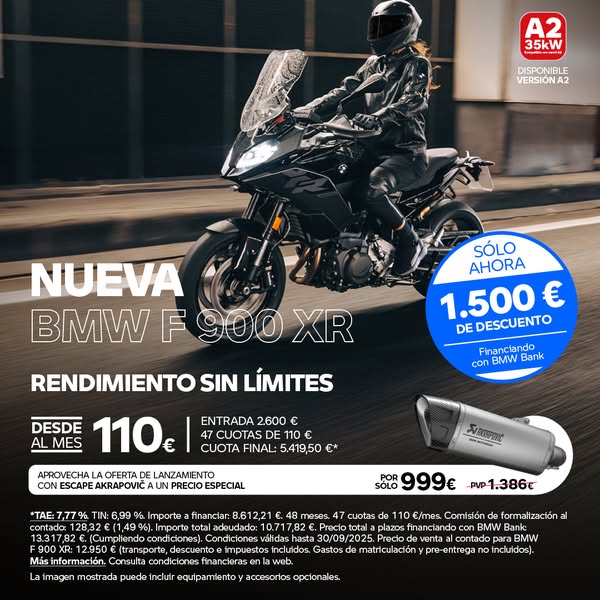 A2
35kW
DISPONIBLE
VERSIÓN A2
NUEVA
BMW F 900 XR
RENDIMIENTO SIN LÍMITES
SÓLO
AHORA
1.500 €
DE DESCUENTO
Financiando
con BMW Bank
DESDE
AL MES
110€
ENTRADA 2.600 €
47 CUOTAS DE 110 €
CUOTA FINAL: 5.419,50 €*
AKRAPOVIČ
APROVECHA LA OFERTA DE LANZAMIENTO
CON ESCAPE AKRAPOVIČ A UN PRECIO ESPECIAL
POR
SÓLO
999€
PVP 1.386€
*TAE: 7,77 %. TIN: 6,99 %. Importe a financiar: 8.612,21 €. 48 meses. 47 cuotas de 110 €/mes. Comisión de formalización al
contado: 128,32 € (1,49 %). Importe total adeudado: 10.717,82 €. Precio total a plazos financiando con BMW Bank:
13.317,82 €. (Cumpliendo condiciones). Condiciones válidas hasta 30/09/2025. Precio de venta al contado para BMW
F 900 XR: 12.950 € (transporte, descuento e impuestos incluidos. Gastos de matriculación y pre-entrega no incluidos).
Más información. Consulta condiciones financieras en la web.
La imagen mostrada puede incluir equipamiento y accesorios opcionales.